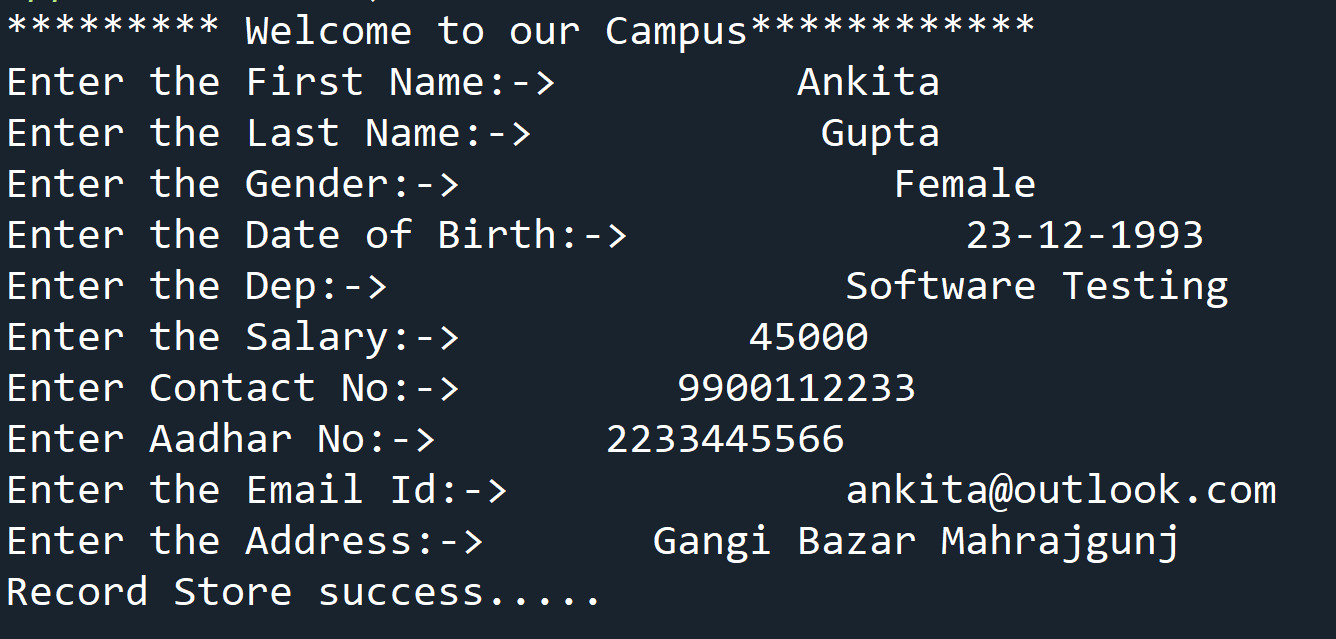 ********* Welcome to our Campus************
Enter the First Name:-> Ankita
Enter the Last Name:-> Gupta
Enter the Gender:-> Female
Enter the Date of Birth:-> 23-12-1993
Enter the Dep:-> Software Testing
Enter the Salary:-> 45000
Enter Contact No:-> 9900112233
Enter Aadhar No:-> 2233445566
Enter the Email Id:-> ankita@outlook.com
Enter the Address:-> Gangi Bazar Mahrajgunj
Record Store success.....